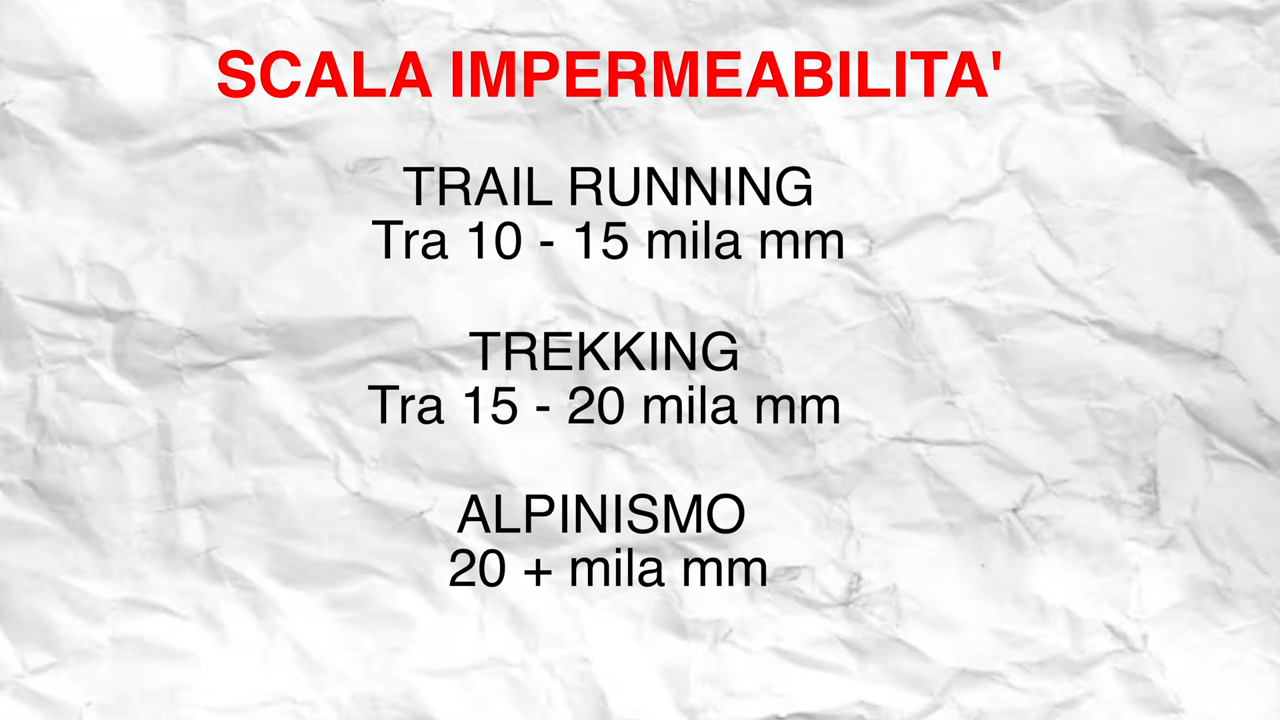 SCALA IMPERMEABILITA'
TRAIL RUNNING
Tra 10 - 15 mila mm
TREKKING
Tra 15 - 20 mila mm
ALPINISMO
20 + mila mm